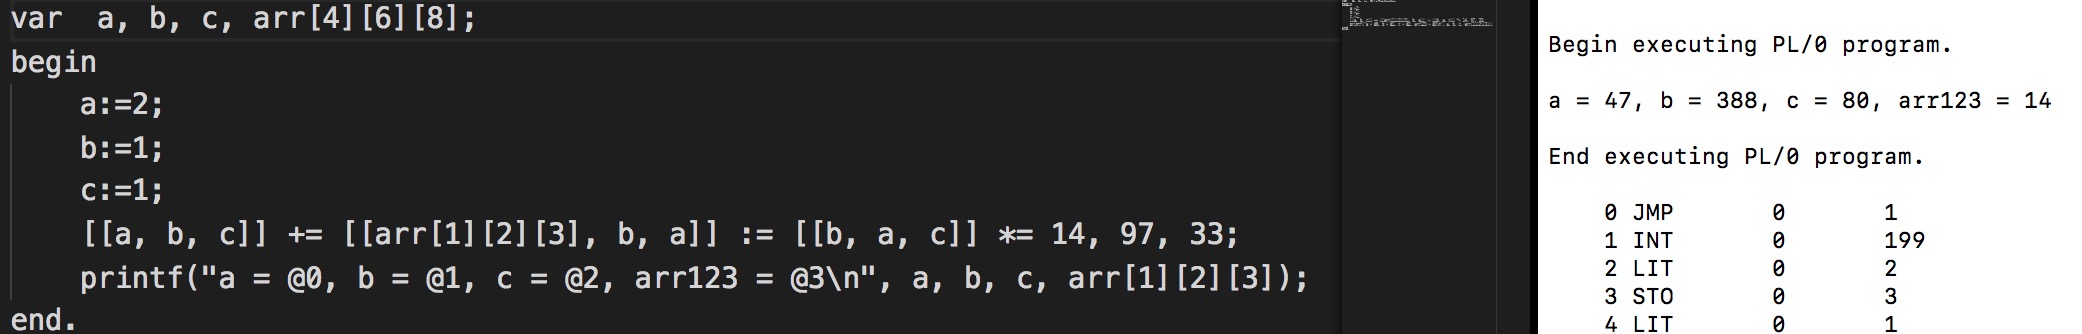 var  a, b, c, arr[4][6][8];
begin
    a:=2;
    b:=1;
    c:=1;
    [[a, b, c]] += [[arr[1][2][3], b, a]] := [[b, a, c]] *= 14, 97, 33;
    printf("a = @0, b = @1, c = @2, arr123 = @3\n", a, b, c, arr[1][2][3]);
end.
Begin executing PL/0 program.
a = 47, b = 388, c = 80, arr123 = 14
End executing PL/0 program.
0 JMP 0 1
1 INT 0 199
2 LIT 0 2
3 STO 0 3
4 LIT 0 1